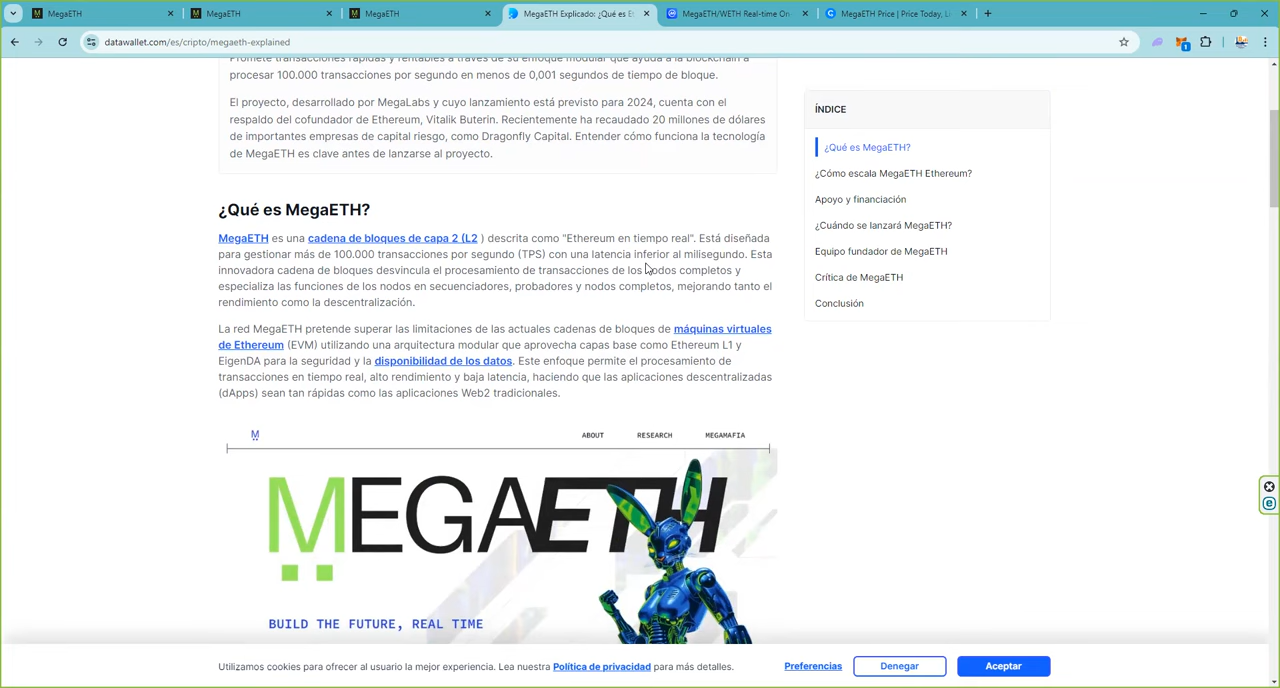 MegaETH
MegaETH
MegaETH
MegaETH Explicado: ¿Qué es E
MegaETH/WETH Real-time On-
MegaETH Price | Price Today, Li
datawallet.com/es/cripto/megaeth-explained
1
Promete transacciones rápidas y rentables a través de su enfoque modular que ayuda a la blockchain a
procesar 100.000 transacciones por segundo en menos de 0,001 segundos de tiempo de bloque.
El proyecto, desarrollado por MegaLabs y cuyo lanzamiento está previsto para 2024, cuenta con el
respaldo del cofundador de Ethereum, Vitalik Buterin. Recientemente ha recaudado 20 millones de dólares
de importantes empresas de capital riesgo, como Dragonfly Capital. Entender cómo funciona la tecnología
de MegaETH es clave antes de lanzarse al proyecto.
¿Qué es MegaETH?
MegaETH es una cadena de bloques de capa 2 (L2 ) descrita como "Ethereum en tiempo real". Está diseñada
para gestionar más de 100.000 transacciones por segundo (TPS) con una latencia inferior al milisegundo. Esta
innovadora cadena de bloques desvincula el procesamiento de transacciones de los nodos completos y
especializa las funciones de los nodos en secuenciadores, probadores y nodos completos, mejorando tanto el
rendimiento como la descentralización.
La red MegaETH pretende superar las limitaciones de las actuales cadenas de bloques de máquinas virtuales
de Ethereum (EVM) utilizando una arquitectura modular que aprovecha capas base como Ethereum L1 y
EigenDA para la seguridad y la disponibilidad de los datos. Este enfoque permite el procesamiento de
transacciones en tiempo real, alto rendimiento y baja latencia, haciendo que las aplicaciones descentralizadas
(dApps) sean tan rápidas como las aplicaciones Web2 tradicionales.
ÍNDICE
¿Qué es MegaETH?
¿Cómo escala MegaETH Ethereum?
Apoyo y financiación
¿Cuándo se lanzará MegaETH?
Equipo fundador de MegaETH
Crítica de MegaETH
Conclusión
M ABOUT RESEARCH MEGAMAFIA
MEGAETH
BUILD THE FUTURE, REAL TIME
Utilizamos cookies para ofrecer al usuario la mejor experiencia. Lea nuestra Política de privacidad para más detalles.
Preferencias
Denegar
Aceptar